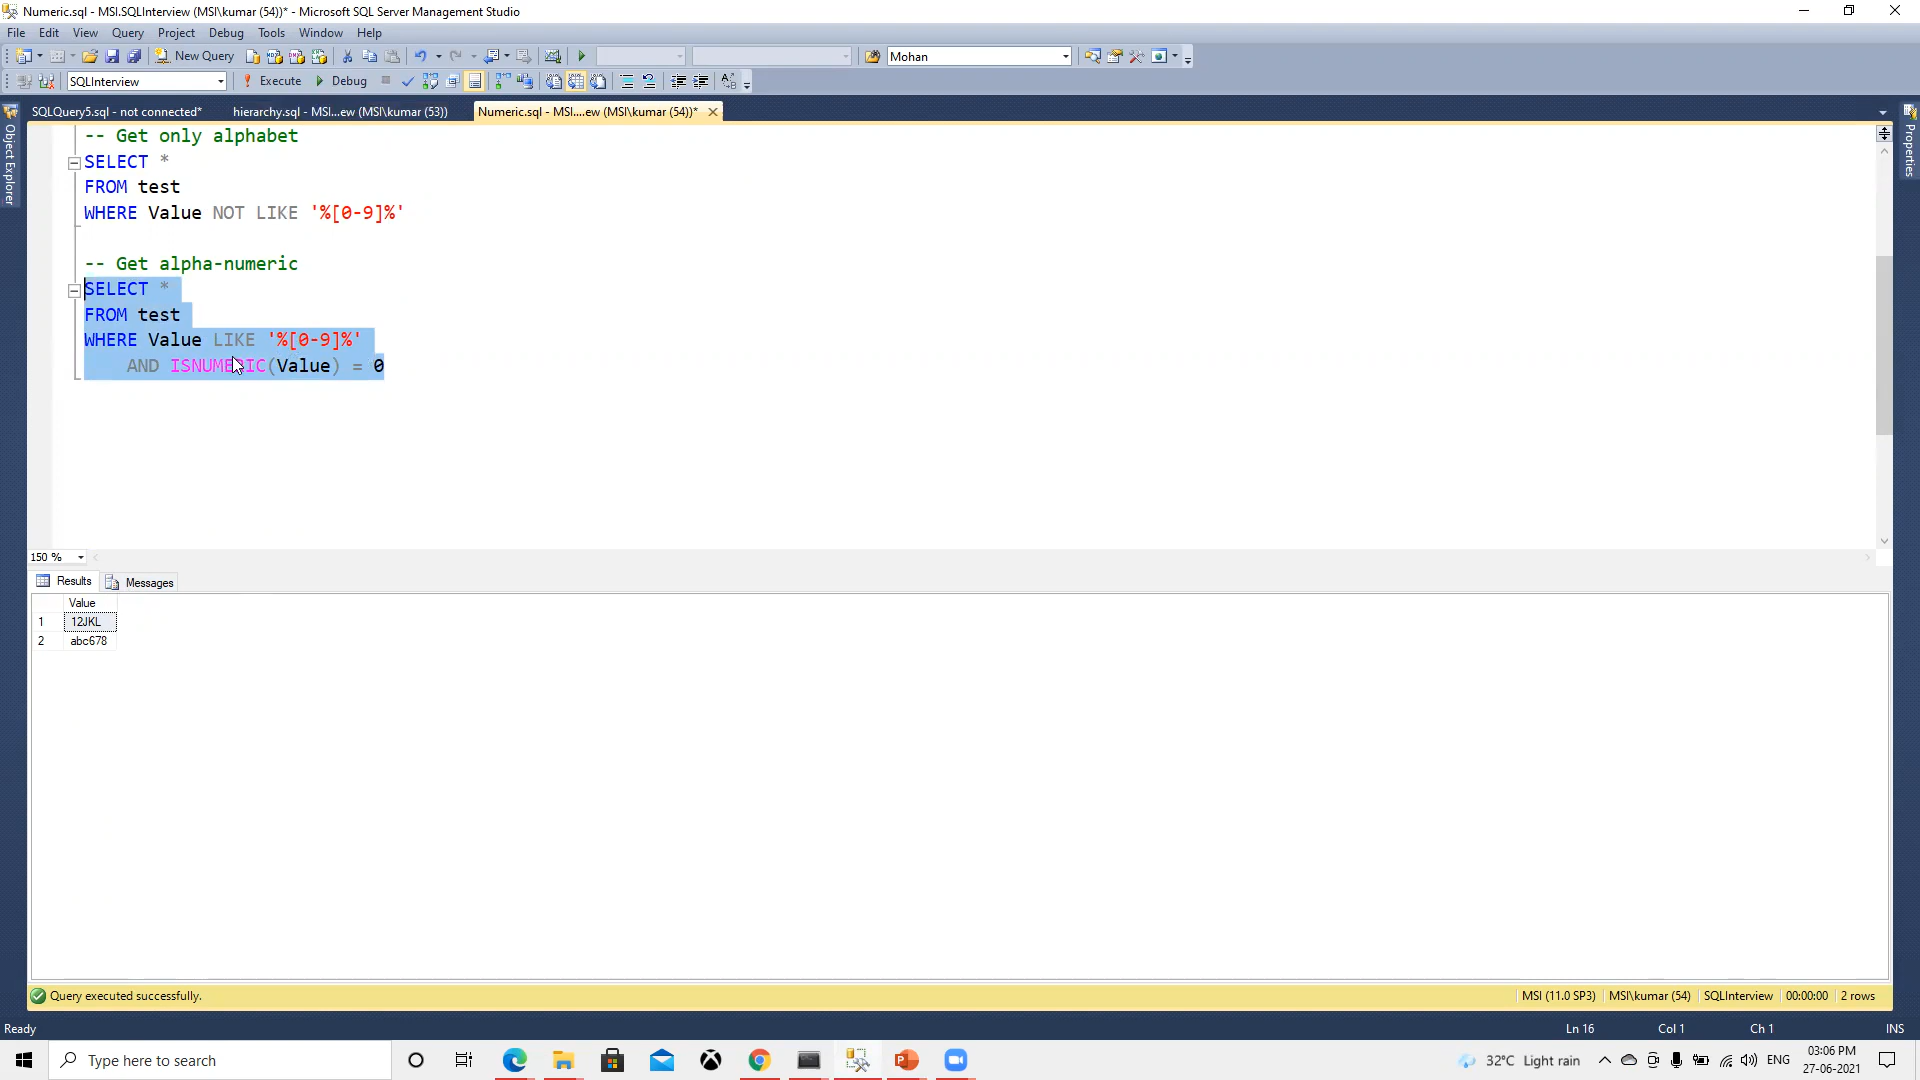 Numeric.sql - MSI.SQLInterview (MSI\kumar (54))* - Microsoft SQL Server Management Studio
File Edit View Query Project Debug Tools Window Help
New Query Mohan
SQLInterview Execute Debug
SQLQuery5.sql - not connected* hierarchy.sql - MSI...ew (MSI\kumar (53)) Numeric.sql - MSI....ew (MSI\kumar (54))*
Object Explorer
Properties
-- Get only alphabet
SELECT *
FROM test
WHERE Value NOT LIKE '%[0-9]%'
-- Get alpha-numeric
SELECT *
FROM test
WHERE Value LIKE '%[0-9]%'
AND ISNUMERIC(Value) = 0
150 %
Results Messages
Value
1 12JKL
2 abc678
Query executed successfully. MSI (11.0 SP3) MSI\kumar (54) SQLInterview 00:00:00 2 rows
Ready Ln 16 Col 1 Ch 1 INS
Type here to search 32°C Light rain ENG 03:06 PM
27-06-2021